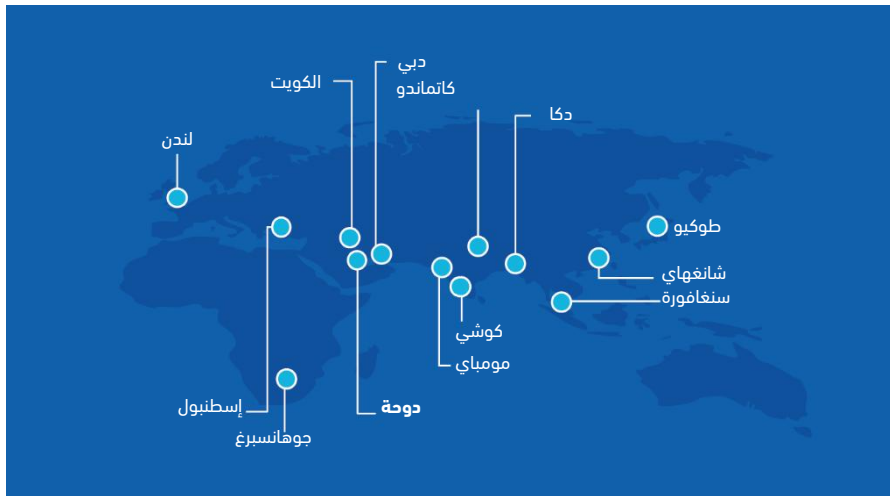 دبي
الكويت
كاتماندو
دكا
لندن
طوكيو
شانغهاي
سنغافورة
كوشي
مومباي
دوحة
إسطنبول
جوهانسبرغ